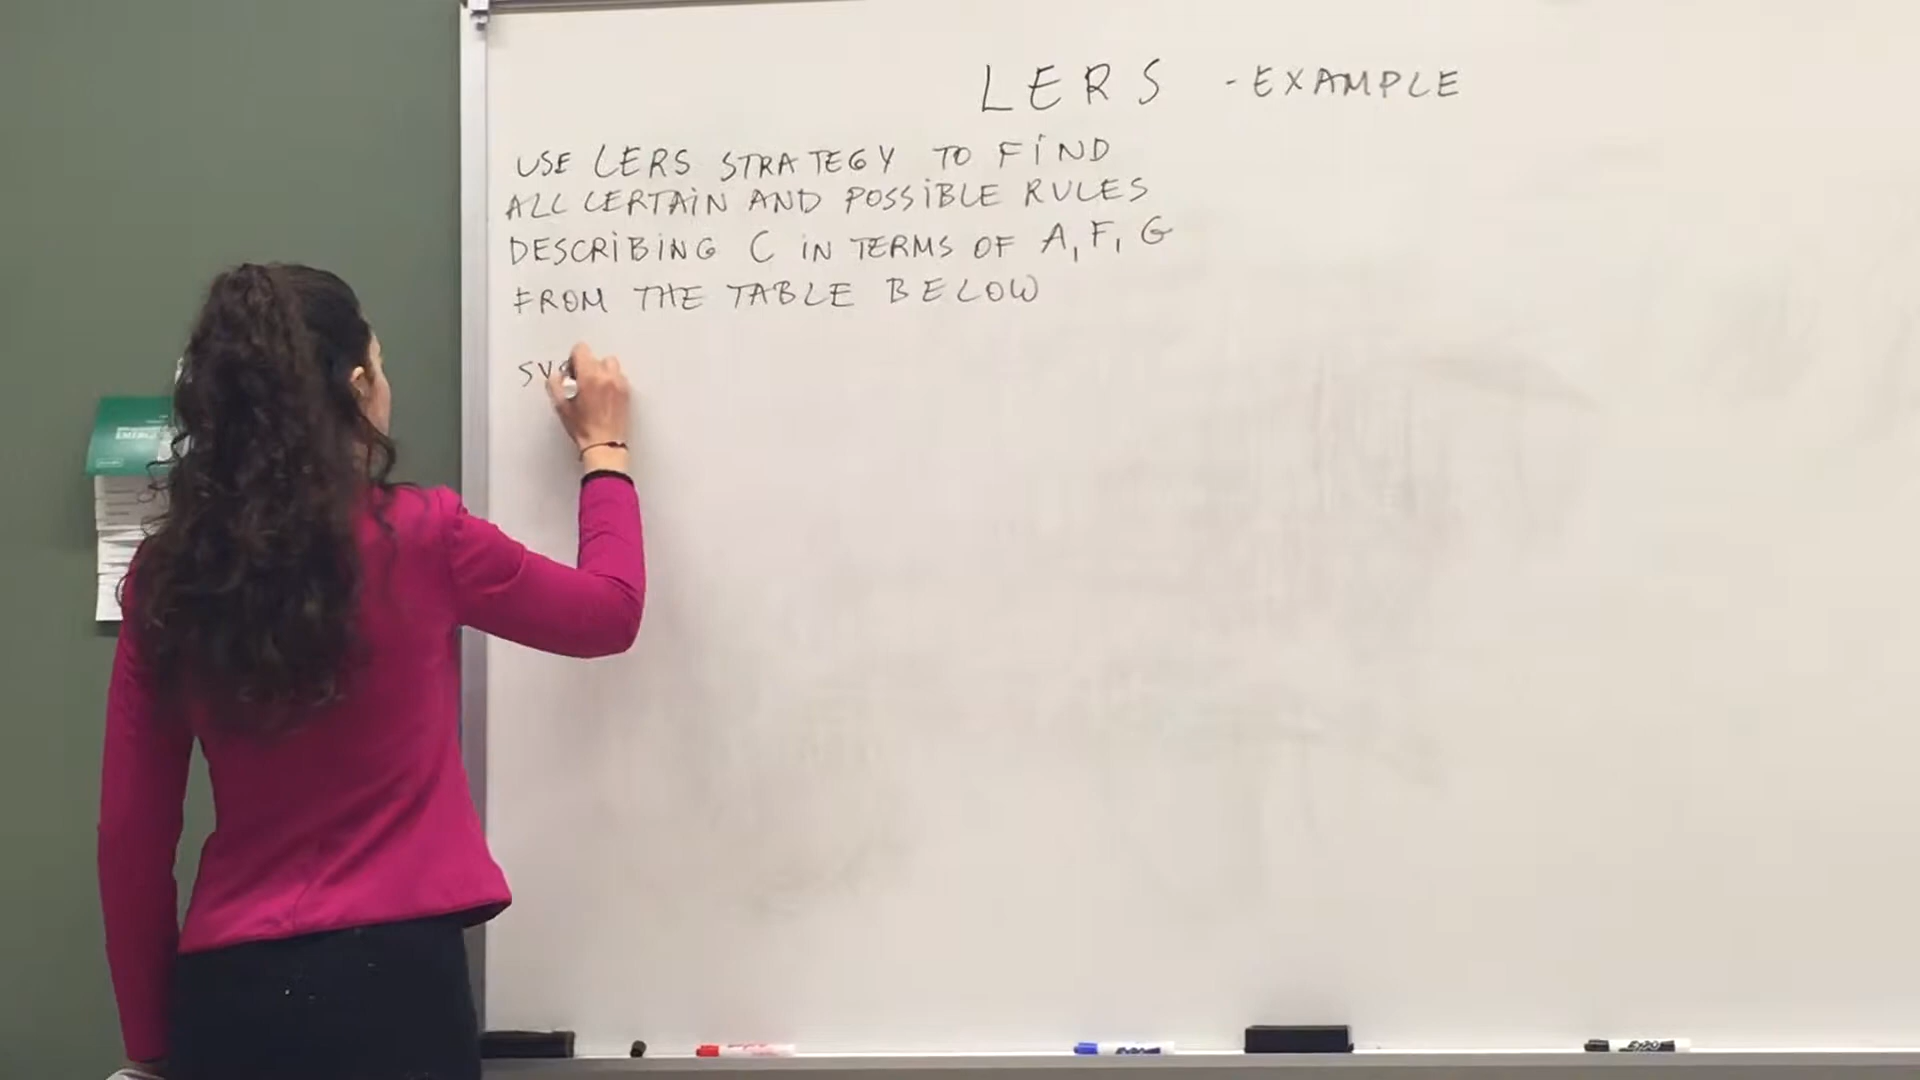 LERS - EXAMPLE
USE LERS STRATEGY TO FIND
ALL CERTAIN AND POSSIBLE RULES
DESCRIBING C IN TERMS OF A, F, G
FROM THE TABLE BELOW